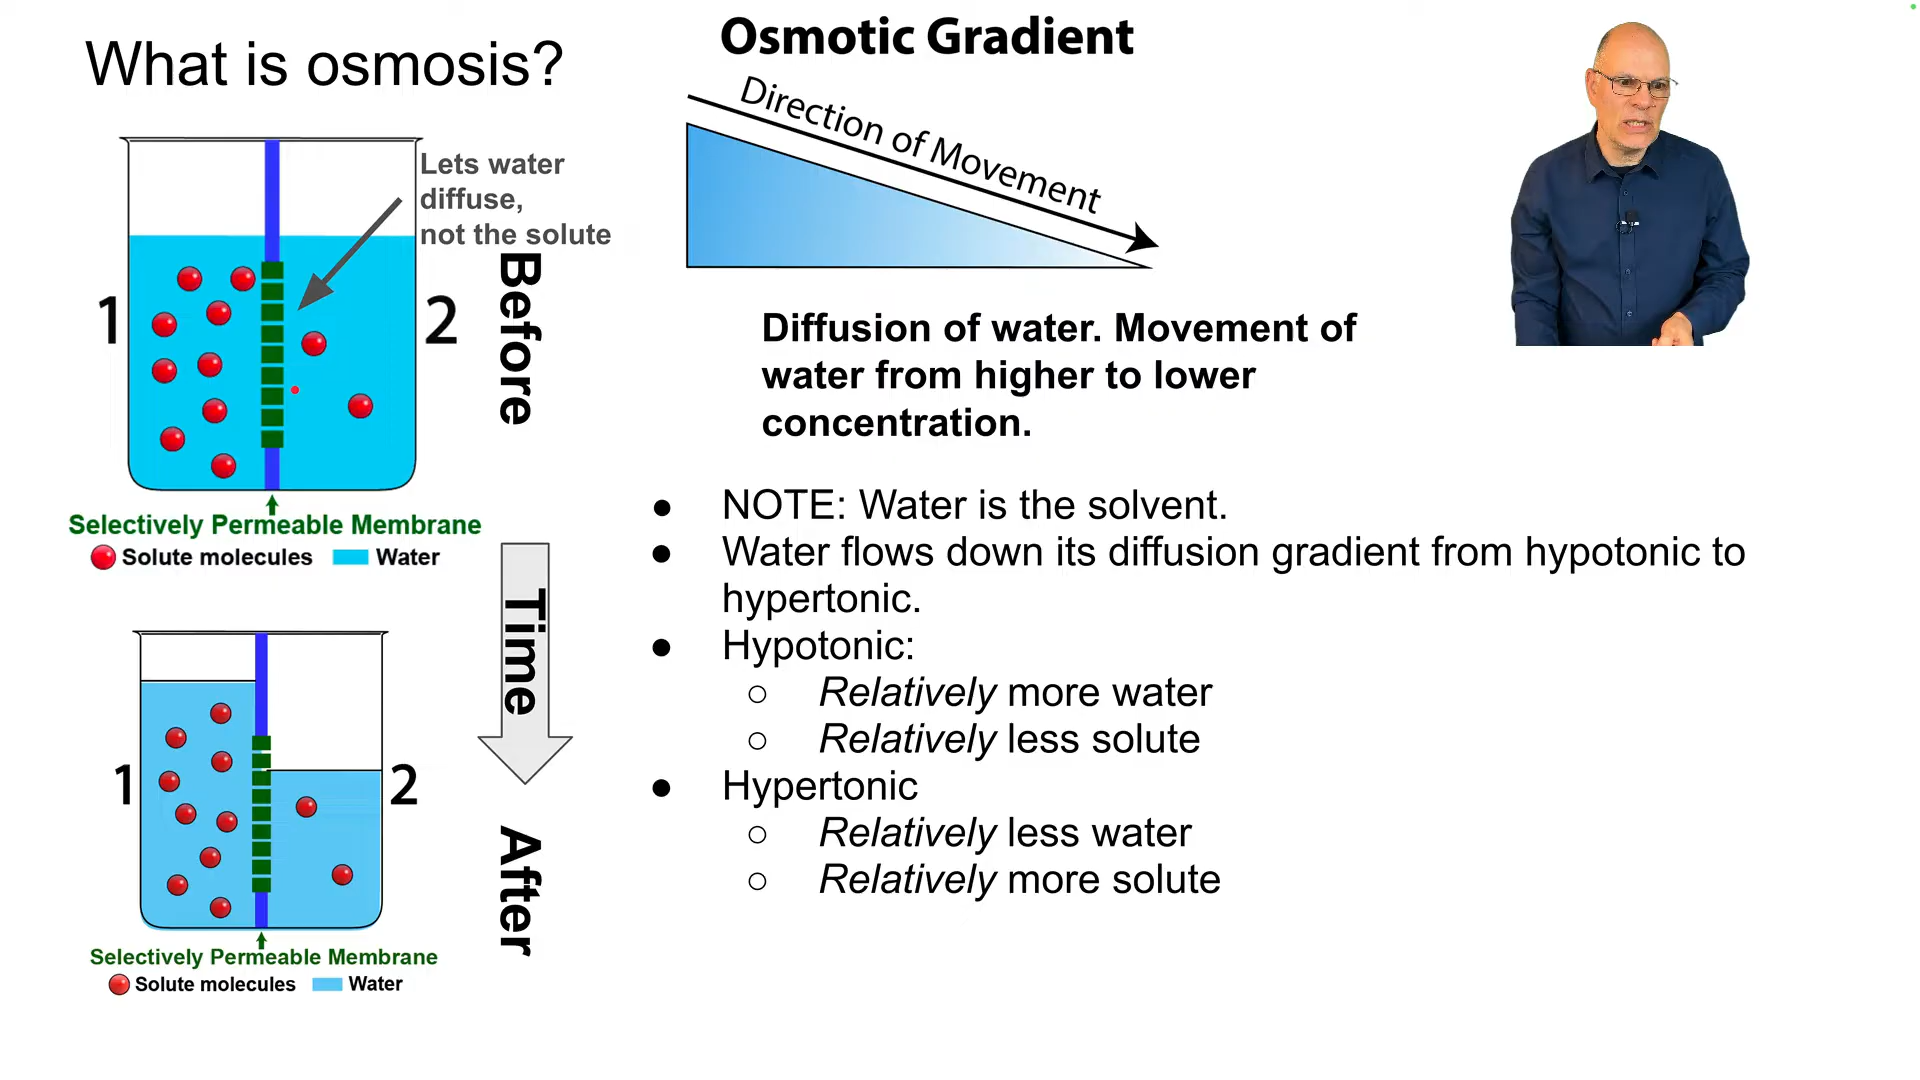 What is osmosis?
Osmotic Gradient
Direction of Movement
Lets water
diffuse,
not the solute
Before
1
2
Selectively Permeable Membrane
Solute molecules
Water
Time
Diffusion of water. Movement of
water from higher to lower
concentration.
● NOTE: Water is the solvent.
● Water flows down its diffusion gradient from hypotonic to
hypertonic.
● Hypotonic:
○ Relatively more water
○ Relatively less solute
● Hypertonic
○ Relatively less water
○ Relatively more solute
1
2
After
Selectively Permeable Membrane
Solute molecules
Water